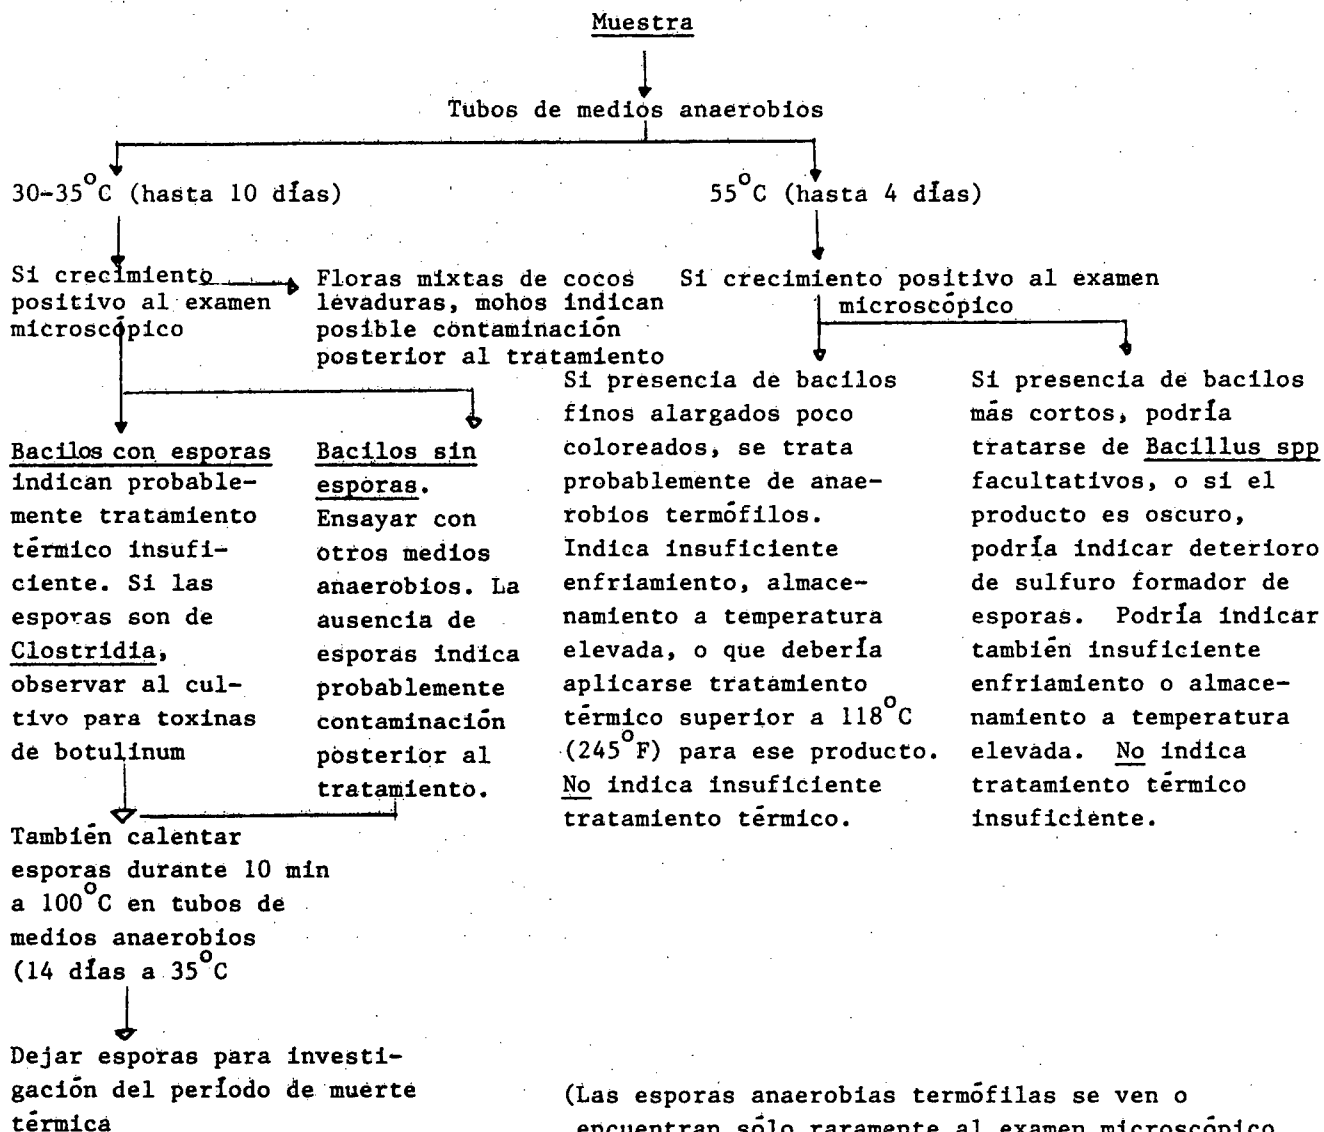 Muestra
Tubos de medios anaerobios
30-35°C (hasta 10 días)
55°C (hasta 4 días)
Si crecimiento
positivo al examen
microscópico
Floras mixtas de cocos
levaduras, mohos indican
posible contaminación
posterior al tratamiento
Si crecimiento positivo al examen
microscópico
Bacilos con esporas
indican probable-
mente tratamiento
térmico insufi-
ciente. Si las
esporas son de
Clostridia,
observar al cul-
tivo para toxinas
de botulinum
Bacilos sin
esporas.
Ensayar con
otros medios
anaerobios. La
ausencia de
esporas indica
probablemente
contaminación
posterior al
tratamiento.
Si presencia de bacilos
finos alargados poco
coloreados, se trata
probablemente de anae-
robios termófilos.
Indica insuficiente
enfriamiento, almace-
namiento a temperatura
elevada, o que debería
aplicarse tratamiento
térmico superior a 118°C
(245°F) para ese producto.
No indica insuficiente
tratamiento térmico.
Si presencia de bacilos
más cortos, podría
tratarse de Bacillus spp
facultativos, o si el
producto es oscuro,
podría indicar deterioro
de sulfuro formador de
esporas. Podría indicar
también insuficiente
enfriamiento o almace-
namiento a temperatura
elevada. No indica
tratamiento térmico
insuficiente.
También calentar
esporas durante 10 min
a 100°C en tubos de
medios anaerobios
(14 días a 35°C
Dejar esporas para investi-
gación del período de muerte
térmica
(Las esporas anaerobias termófilas se ven o
encuentran sólo raramente al examen microscópico